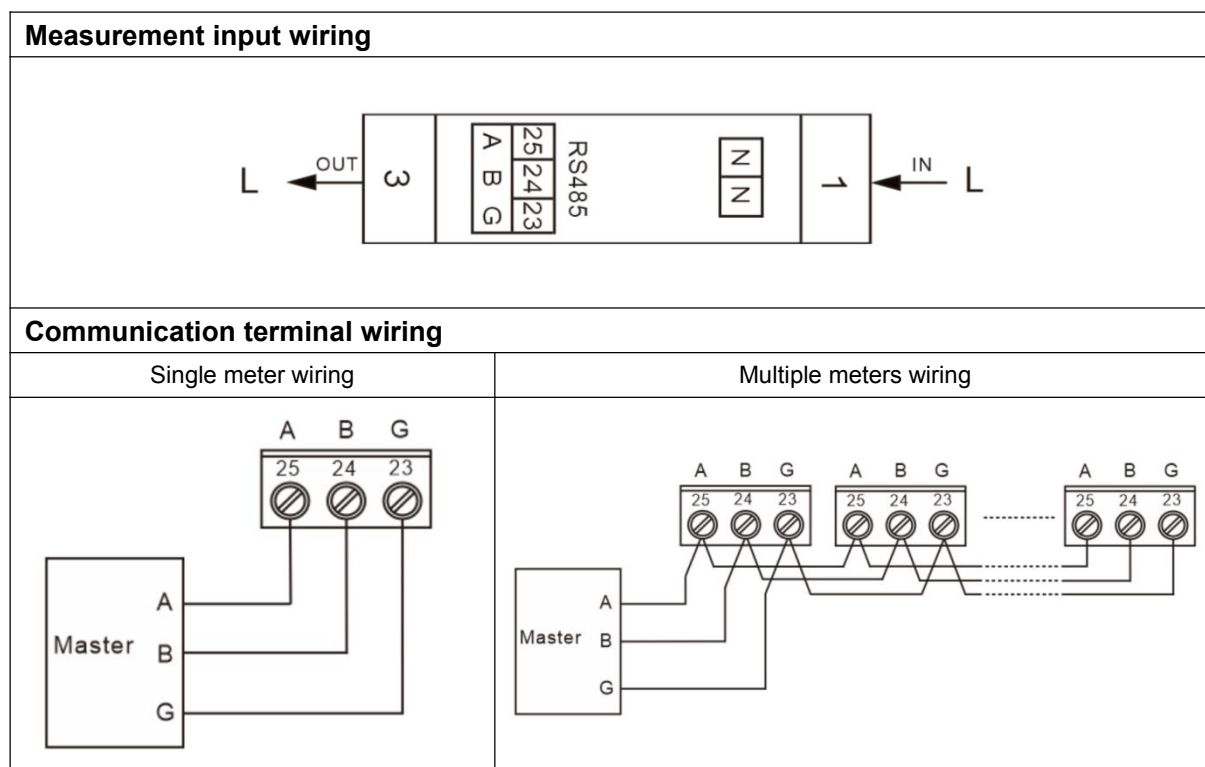 Measurement input wiring
L OUT 3 A B G 25 24 23 RS485 N N 1 IN L
Communication terminal wiring
Single meter wiring
Multiple meters wiring
A B G
25 24 23
Master
A
B
G
A B G A B G A B G
25 24 23 25 24 23 25 24 23
Master
A
B
G